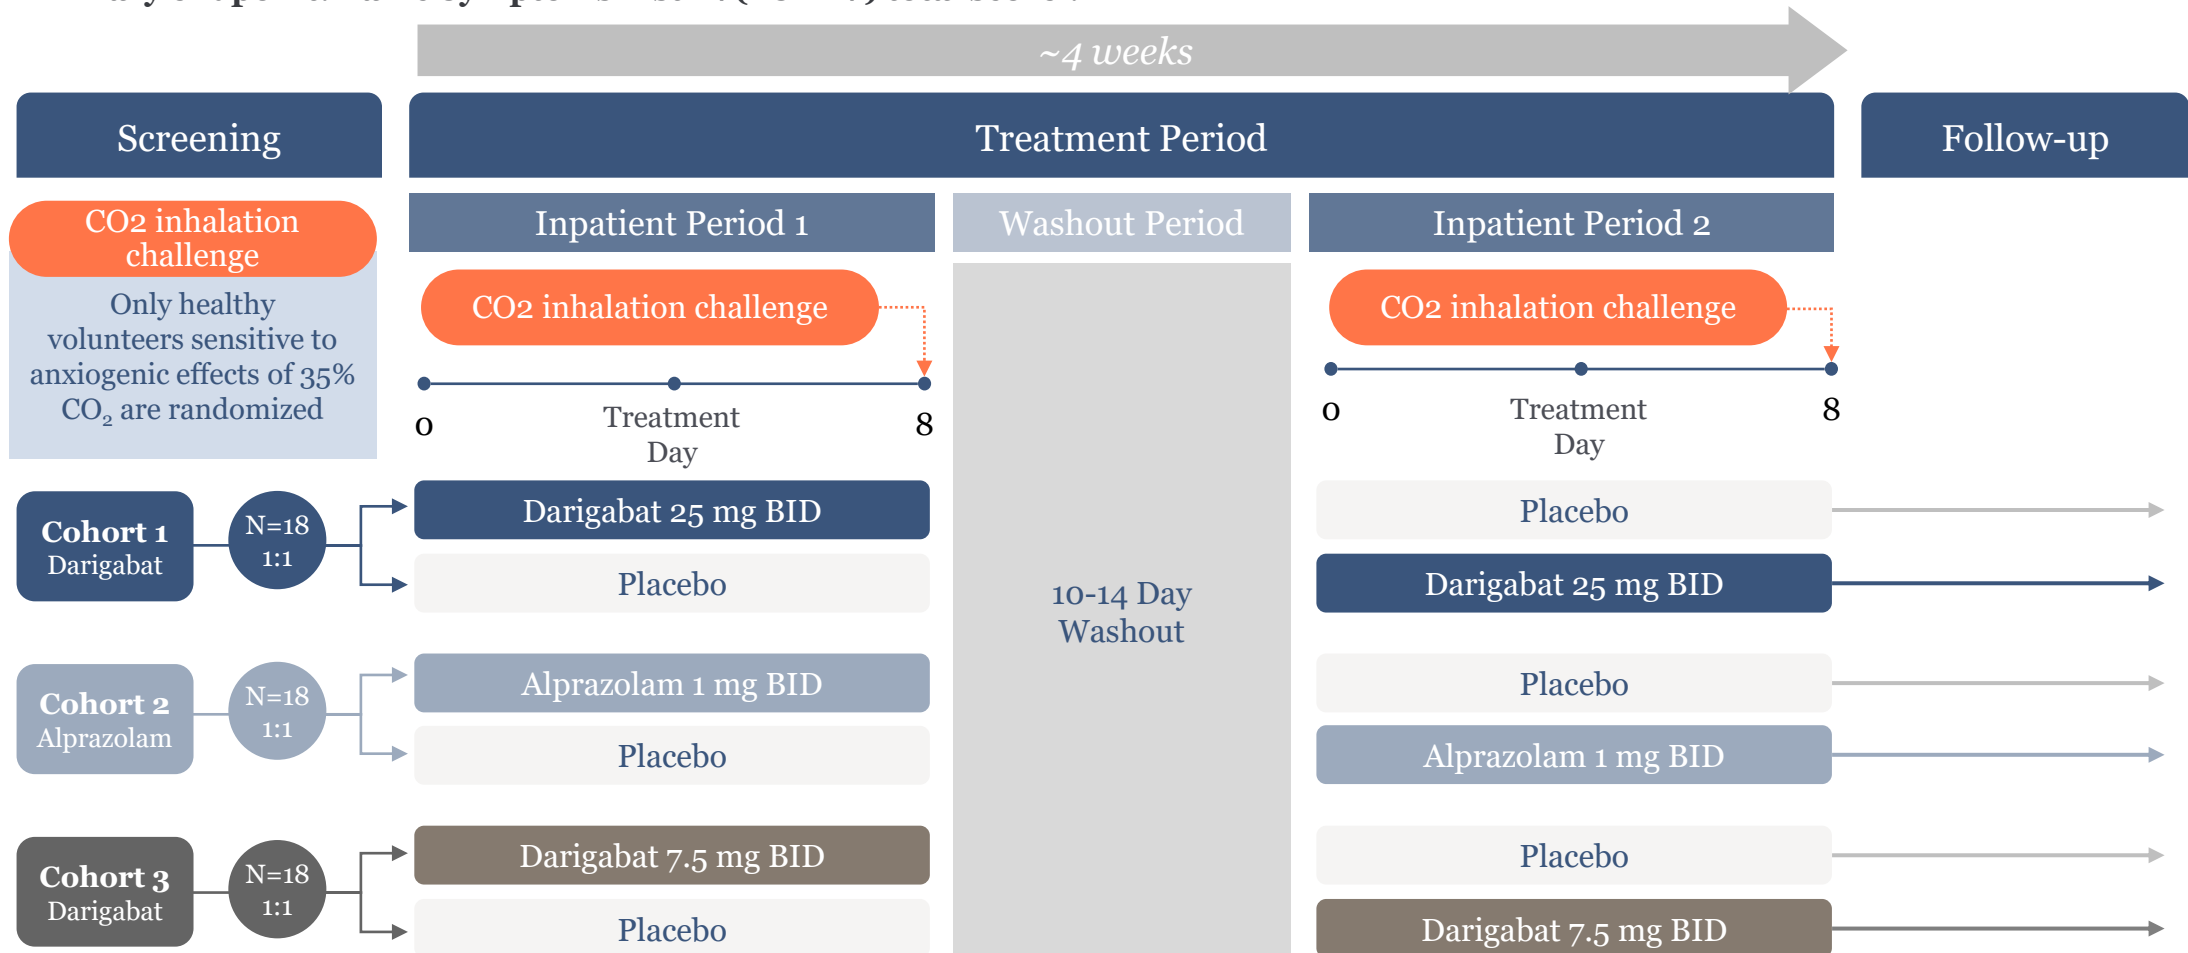 ~4 weeks
Screening
Treatment Period
Follow-up
CO2 inhalation
challenge
Only healthy
volunteers sensitive to
anxiogenic effects of 35%
CO₂ are randomized
Inpatient Period 1
Washout Period
Inpatient Period 2
CO2 inhalation challenge
CO2 inhalation challenge
0
Treatment
Day
8
0
Treatment
Day
8
Cohort 1
Darigabat
N=18
1:1
Darigabat 25 mg BID
Placebo
Placebo
Darigabat 25 mg BID
10-14 Day
Washout
Cohort 2
Alprazolam
N=18
1:1
Alprazolam 1 mg BID
Placebo
Placebo
Alprazolam 1 mg BID
Cohort 3
Darigabat
N=18
1:1
Darigabat 7.5 mg BID
Placebo
Placebo
Darigabat 7.5 mg BID